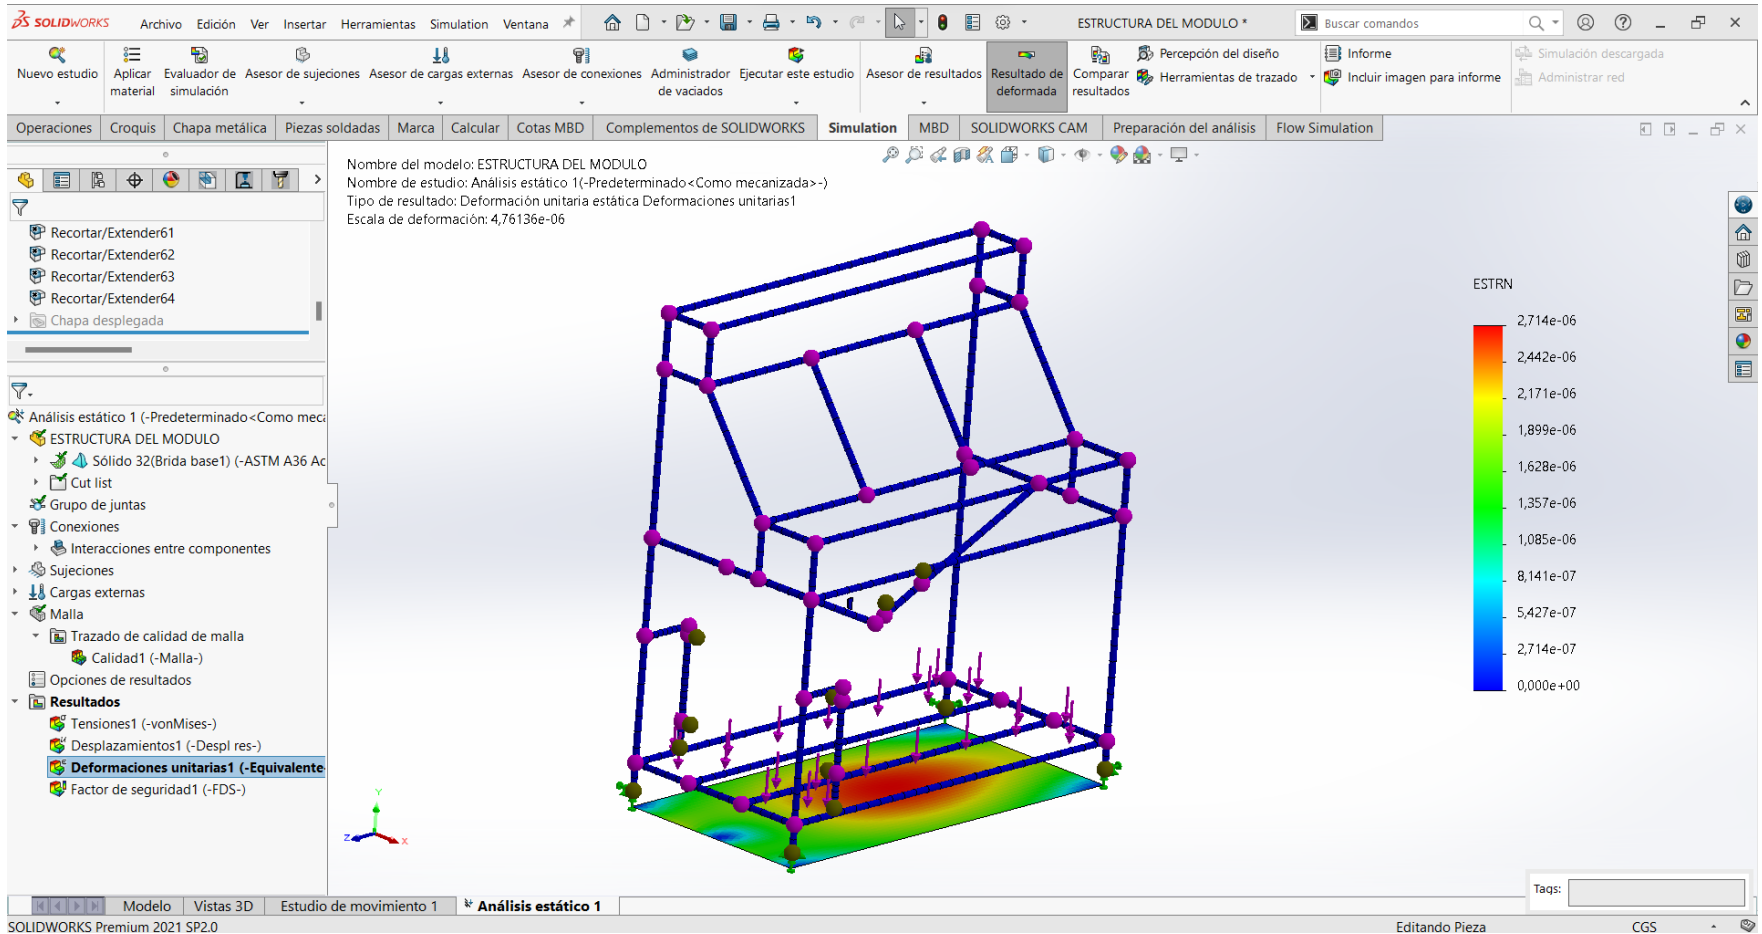 SOLIDWORKS Archivo Edición Ver Insertar Herramientas Simulation Ventana ESTRUCTURA DEL MODULO * Buscar comandos
Nuevo estudio
Aplicar material
Evaluador de simulación
Asesor de sujeciones
Asesor de cargas externas
Asesor de conexiones
Administrador de vaciados
Ejecutar este estudio
Asesor de resultados
Resultado de deformada
Comparar resultados
Percepción del diseño
Herramientas de trazado
Informe
Incluir imagen para informe
Simulación descargada
Administrar red
Operaciones Croquis Chapa metálica Piezas soldadas Marca Calcular Cotas MBD Complementos de SOLIDWORKS Simulation MBD SOLIDWORKS CAM Preparación del análisis Flow Simulation
Recortar/Extender61
Recortar/Extender62
Recortar/Extender63
Recortar/Extender64
Chapa desplegada
Análisis estático 1 (-Predeterminado<Como meca
ESTRUCTURA DEL MODULO
Sólido 32(Brida base1) (-ASTM A36 Ac
Cut list
Grupo de juntas
Conexiones
Interacciones entre componentes
Sujeciones
Cargas externas
Malla
Trazado de calidad de malla
Calidad1 (-Malla-)
Opciones de resultados
Resultados
Tensiones1 (-vonMises-)
Desplazamientos1 (-Despl res-)
Deformaciones unitarias1 (-Equivalente-
Factor de seguridad1 (-FDS-)
Nombre del modelo: ESTRUCTURA DEL MODULO
Nombre de estudio: Análisis estático 1(-Predeterminado<Como mecanizada>-)
Tipo de resultado: Deformación unitaria estática Deformaciones unitarias1
Escala de deformación: 4,76136e-06
ESTRN
2,714e-06
2,442e-06
2,171e-06
1,899e-06
1,628e-06
1,357e-06
1,085e-06
8,141e-07
5,427e-07
2,714e-07
0,000e+00
Y
Z
X
Tags:
Modelo Vistas 3D Estudio de movimiento 1 Análisis estático 1
SOLIDWORKS Premium 2021 SP2.0 Editando Pieza CGS